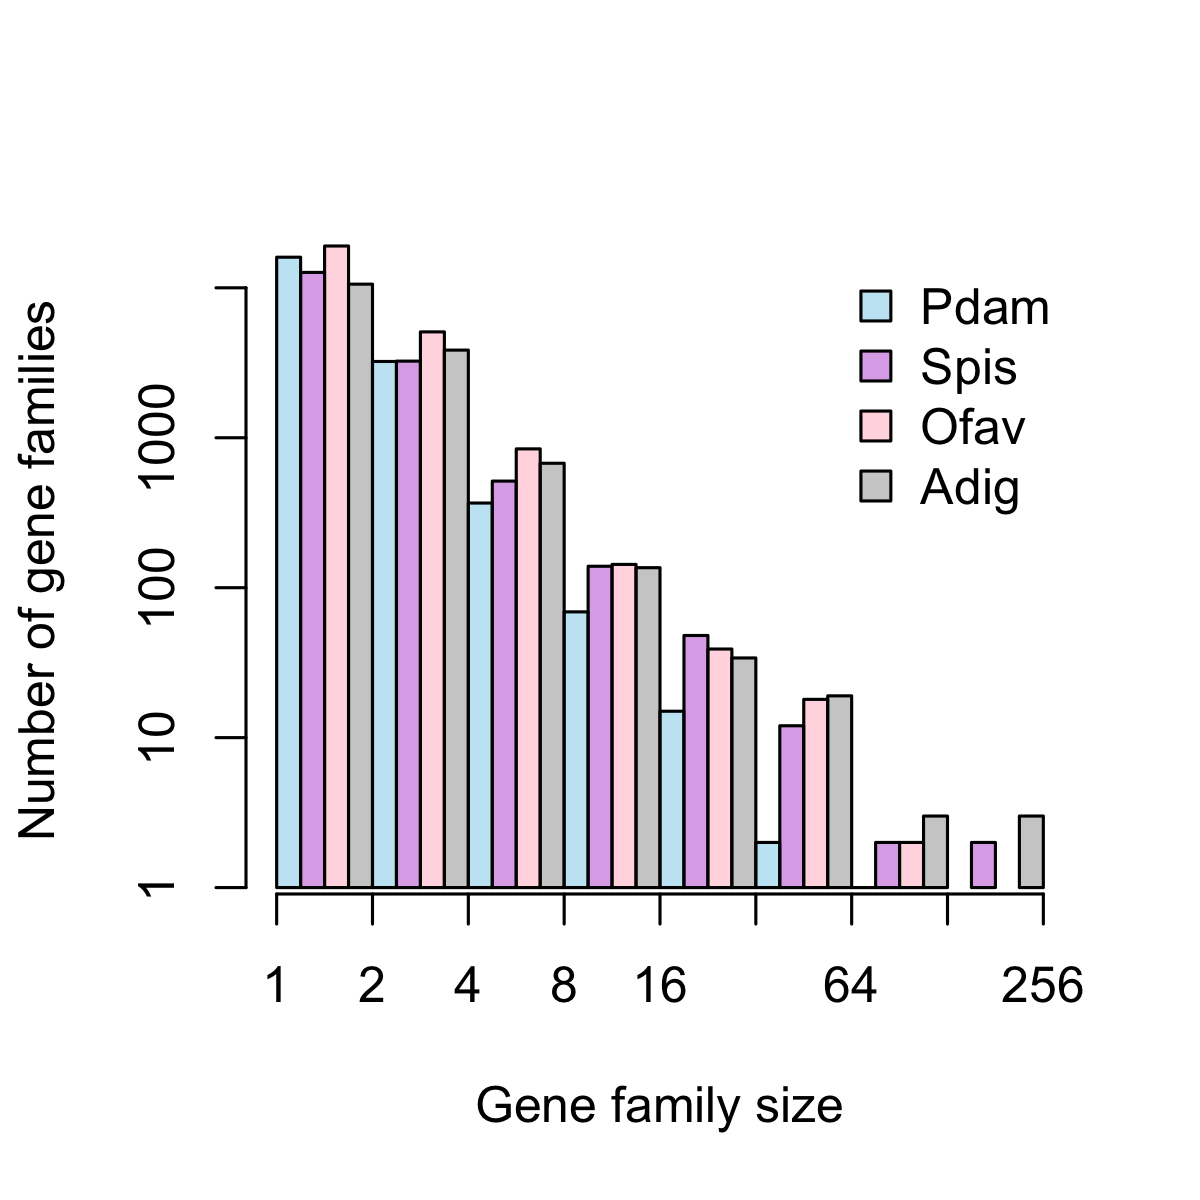 Number of gene families
1000
100
10
1
Pdam
Spis
Ofav
Adig
1 2 4 8 16 64 256
Gene family size